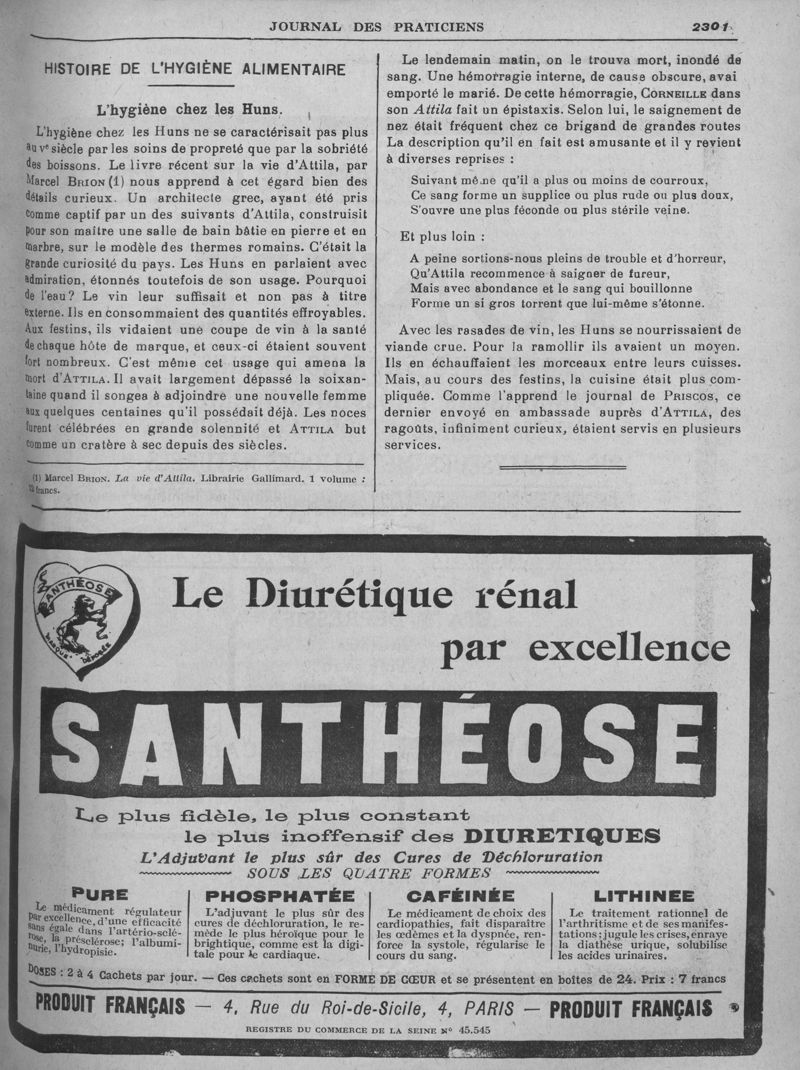 JOURNAL DES PRATICIENS 2301
HISTOIRE DE L'HYGIÈNE ALIMENTAIRE
L'hygiène chez les Huns.
L'hygiène chez les Huns ne se caractérisait pas plus
au Ve siècle par les soins de propreté que par la sobriété
des boissons. Le livre récent sur la vie d'Attila, par
Marcel BRION (1) nous apprend à cet égard bien des
détails curieux. Un architecte grec, ayant été pris
comme captif par un des suivants d'Attila, construisit
pour son maître une salle de bain bâtie en pierre et en
marbre, sur le modèle des thermes romains. C'était la
grande curiosité du pays. Les Huns en parlaient avec
admiration, étonnés toutefois de son usage. Pourquoi
de l'eau? Le vin leur suffisait et non pas à titre
externe. Ils en consommaient des quantités effroyables.
Aux festins, ils vidaient une coupe de vin à la santé
de chaque hôte de marque, et ceux-ci étaient souvent
fort nombreux. C'est même cet usage qui amena la
mort d'ATTILA. Il avait largement dépassé la soixan-
taine quand il songea à adjoindre une nouvelle femme
aux quelques centaines qu'il possédait déjà. Les noces
furent célébrées en grande solennité et ATTILA but
comme un cratère à sec depuis des siècles.
(1) Marcel BRION. La vie d'Attila. Librairie Gallimard. 1 volume :
francs.
Le lendemain matin, on le trouva mort, inondé de
sang. Une hémorragie interne, de cause obscure, avai
emporté le marié. De cette hémorragie, CORNEILLE dans
son Attila fait un épistaxis. Selon lui, le saignement de
nez était fréquent chez ce brigand de grandes routes
La description qu'il en fait est amusante et il y revient
à diverses reprises :
Suivant même qu'il a plus ou moins de courroux,
Ce sang forme un supplice ou plus rude ou plus doux,
S'ouvre une plus féconde ou plus stérile veine.
Et plus loin :
A peine sortions-nous pleins de trouble et d'horreur,
Qu'Attila recommence à saigner de fureur,
Mais avec abondance et le sang qui bouillonne
Forme un si gros torrent que lui-même s'étonne.
Avec les rasades de vin, les Huns se nourrissaient de
viande crue. Pour la ramollir ils avaient un moyen.
Ils en échauffaient les morceaux entre leurs cuisses.
Mais, au cours des festins, la cuisine était plus com-
pliquée. Comme l'apprend le journal de PRISCOS, ce
dernier envoyé en ambassade auprès d'ATTILA, des
ragoûts, infiniment curieux, étaient servis en plusieurs
services.
SANTHÉOSE
MARQUE DÉPOSÉE
Le Diurétique rénal
par excellence
SANTHÉOSE
Le plus fidèle, le plus constant
le plus inoffensif des DIURETIQUES
L'Adjuvant le plus sûr des Cures de Déchloruration
SOUS LES QUATRE FORMES
PURE
Le médicament régulateur
par excellence, d'une efficacité
sans égale dans l'artério-sclé-
rose, la présclérose; l'albumi-
nurie, l'hydropisie.
PHOSPHATÉE
L'adjuvant le plus sûr des
cures de déchloruration, le re-
mède le plus héroïque pour le
brightique, comme est la digi-
tale pour le cardiaque.
CAFÉINÉE
Le médicament de choix des
cardiopathies, fait disparaître
les œdèmes et la dyspnée, ren-
force la systole, régularise le
cours du sang.
LITHINEE
Le traitement rationnel de
l'arthritisme et de ses manifes-
tations; jugule les crises, enraye
la diathèse urique, solubilise
les acides urinaires.
DOSES : 2 à 4 Cachets par jour. — Ces cachets sont en FORME DE CŒUR et se présentent en boîtes de 24. Prix : 7 francs
PRODUIT FRANÇAIS — 4, Rue du Roi-de-Sicile, 4, PARIS — PRODUIT FRANÇAIS
REGISTRE DU COMMERCE DE LA SEINE Nº 45.545